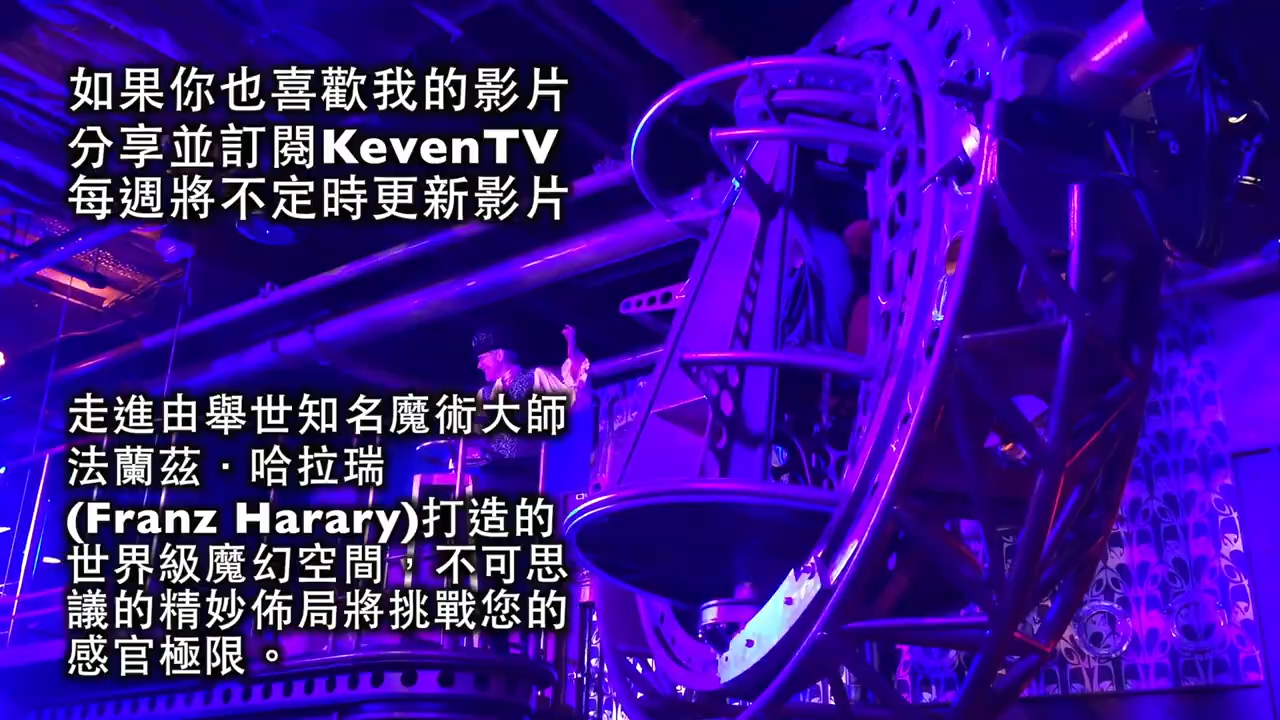 如果你也喜歡我的影片
分享並訂閱KevenTV
每週將不定時更新影片
走進由舉世知名魔術大師
法蘭茲·哈拉瑞
(Franz Harary)打造的
世界級魔幻空間，不可思
議的精妙佈局將挑戰您的
感官極限。